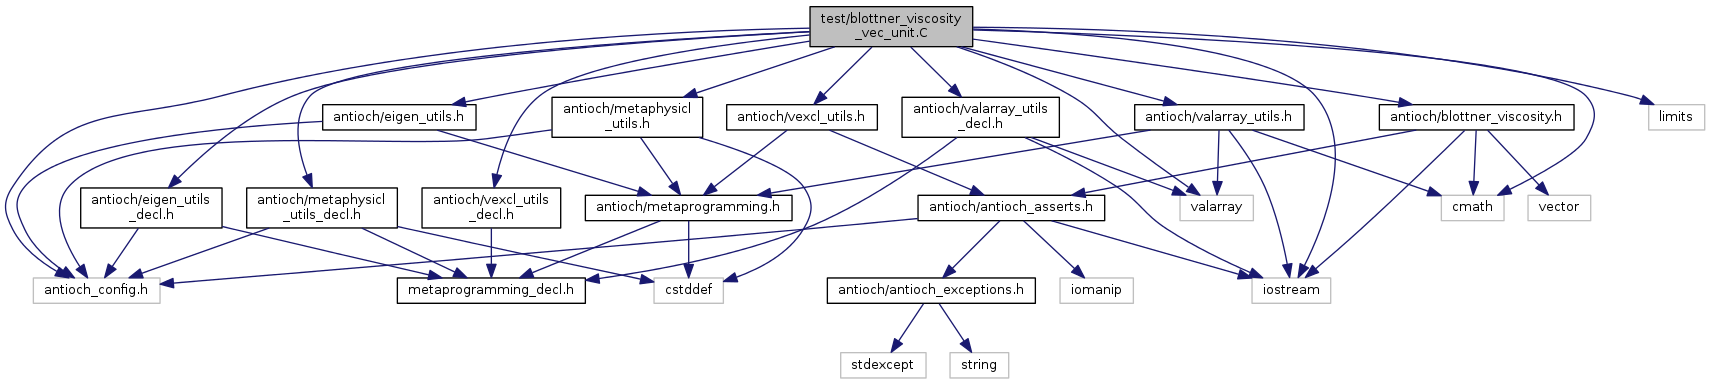 test/blottner_viscosity
_vec_unit.C
antioch/eigen_utils.h
antioch/metaphysicl
_utils.h
antioch/vexcl_utils.h
antioch/valarray_utils
_decl.h
antioch/valarray_utils.h
antioch/blottner_viscosity.h
limits
antioch/eigen_utils
_decl.h
antioch/metaphysicl
_utils_decl.h
antioch/vexcl_utils
_decl.h
antioch/metaprogramming.h
antioch/antioch_asserts.h
valarray
cmath
vector
antioch_config.h
metaprogramming_decl.h
cstddef
antioch/antioch_exceptions.h
iomanip
iostream
stdexcept
string